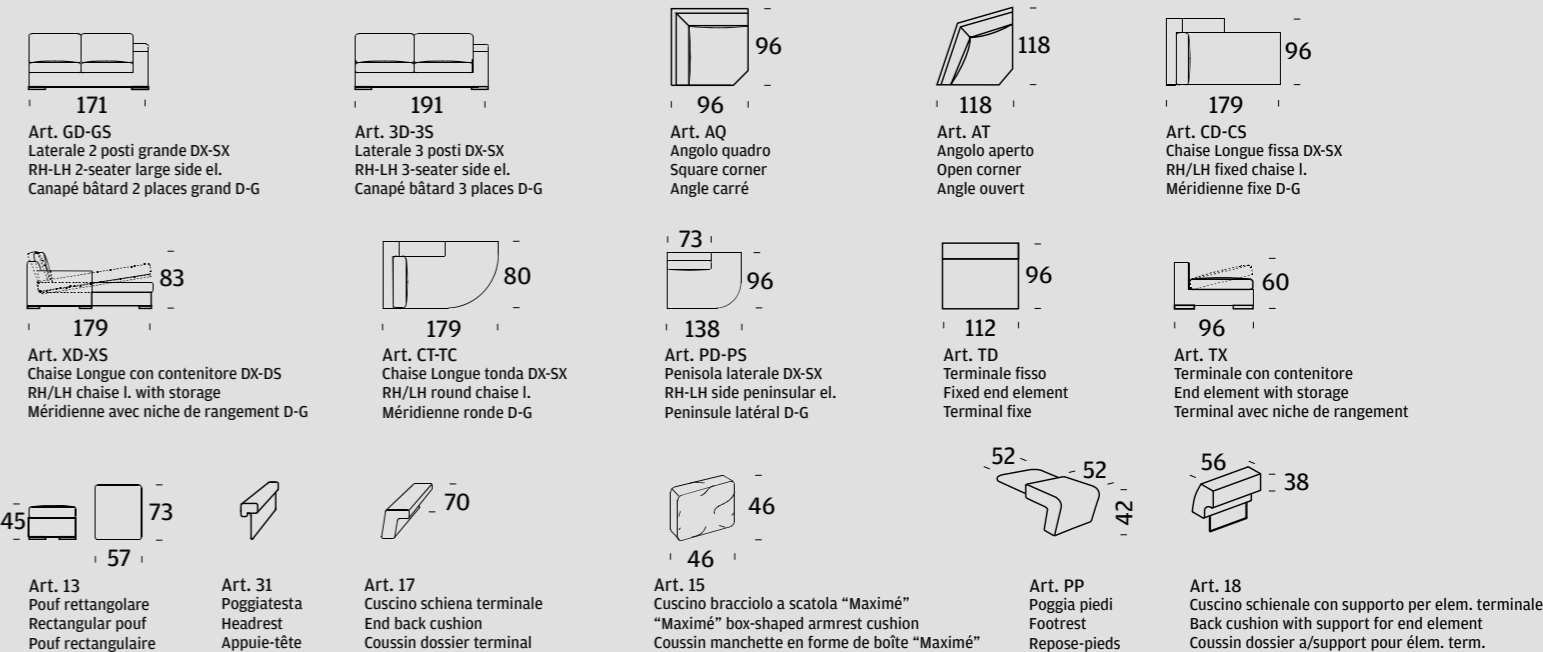 96
118
96
171
191
96
118
179
Art. GD-GS
Laterale 2 posti grande DX-SX
RH-LH 2-seater large side el.
Canapé bâtard 2 places grand D-G
Art. 3D-3S
Laterale 3 posti DX-SX
RH-LH 3-seater side el.
Canapé bâtard 3 places D-G
Art. AQ
Angolo quadro
Square corner
Angle carré
Art. AT
Angolo aperto
Open corner
Angle ouvert
Art. CD-CS
Chaise Longue fissa DX-SX
RH/LH fixed chaise l.
Méridienne fixe D-G
73
83
80
96
96
60
179
179
138
112
96
Art. XD-XS
Chaise Longue con contenitore DX-DS
RH/LH chaise l. with storage
Méridienne avec niche de rangement D-G
Art. CT-TC
Chaise Longue tonda DX-SX
RH/LH round chaise l.
Méridienne ronde D-G
Art. PD-PS
Penisola laterale DX-SX
RH-LH side peninsular el.
Peninsule latéral D-G
Art. TD
Terminale fisso
Fixed end element
Terminal fixe
Art. TX
Terminale con contenitore
End element with storage
Terminal avec niche de rangement
45
73
57
70
46
46
52
52
42
56
38
Art. 13
Pouf rettangolare
Rectangular pouf
Pouf rectangulaire
Art. 31
Poggiatesta
Headrest
Appuie-tête
Art. 17
Cuscino schiena terminale
End back cushion
Coussin dossier terminal
Art. 15
Cuscino bracciolo a scatola “Maximé”
“Maximé” box-shaped armrest cushion
Coussin manchette en forme de boîte “Maximé”
Art. PP
Poggia piedi
Footrest
Repose-pieds
Art. 18
Cuscino schienale con supporto per elem. terminale
Back cushion with support for end element
Coussin dossier a/support pour élem. term.